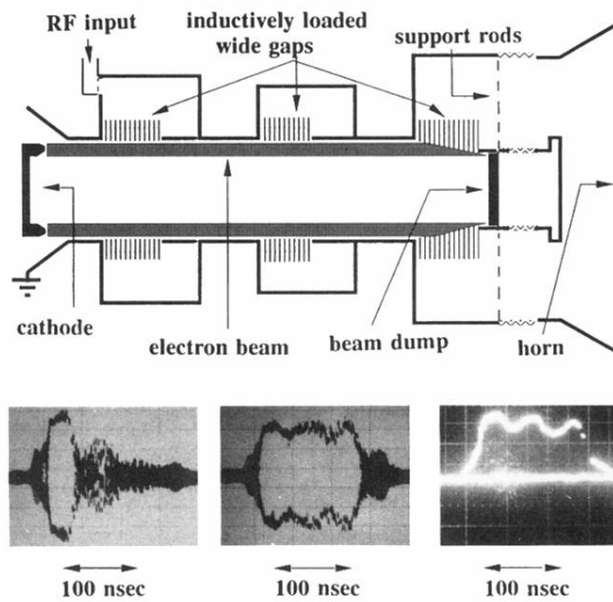 RF input
inductively loaded
wide gaps
support rods
cathode
electron beam
beam dump
horn
100 nsec
100 nsec
100 nsec